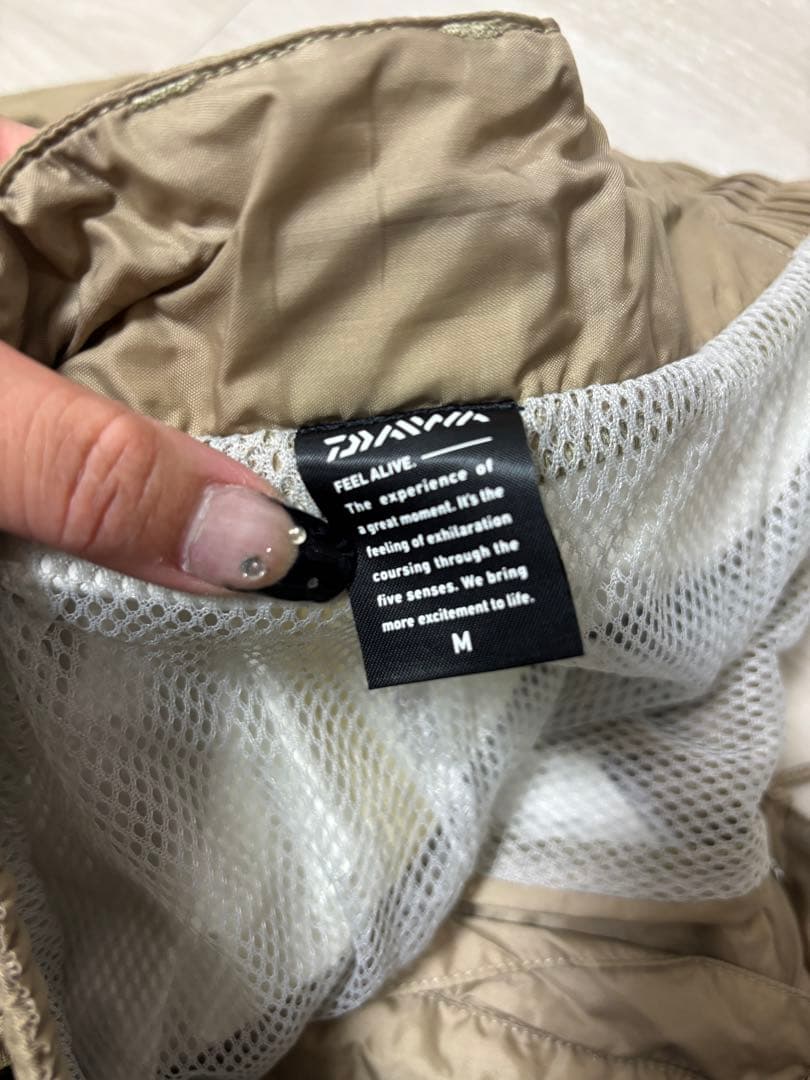 DAIWA
FEEL ALIVE.
The experience of
a great moment. It's the
feeling of exhilaration
coursing through the
five senses. We bring
more excitement to life.
M